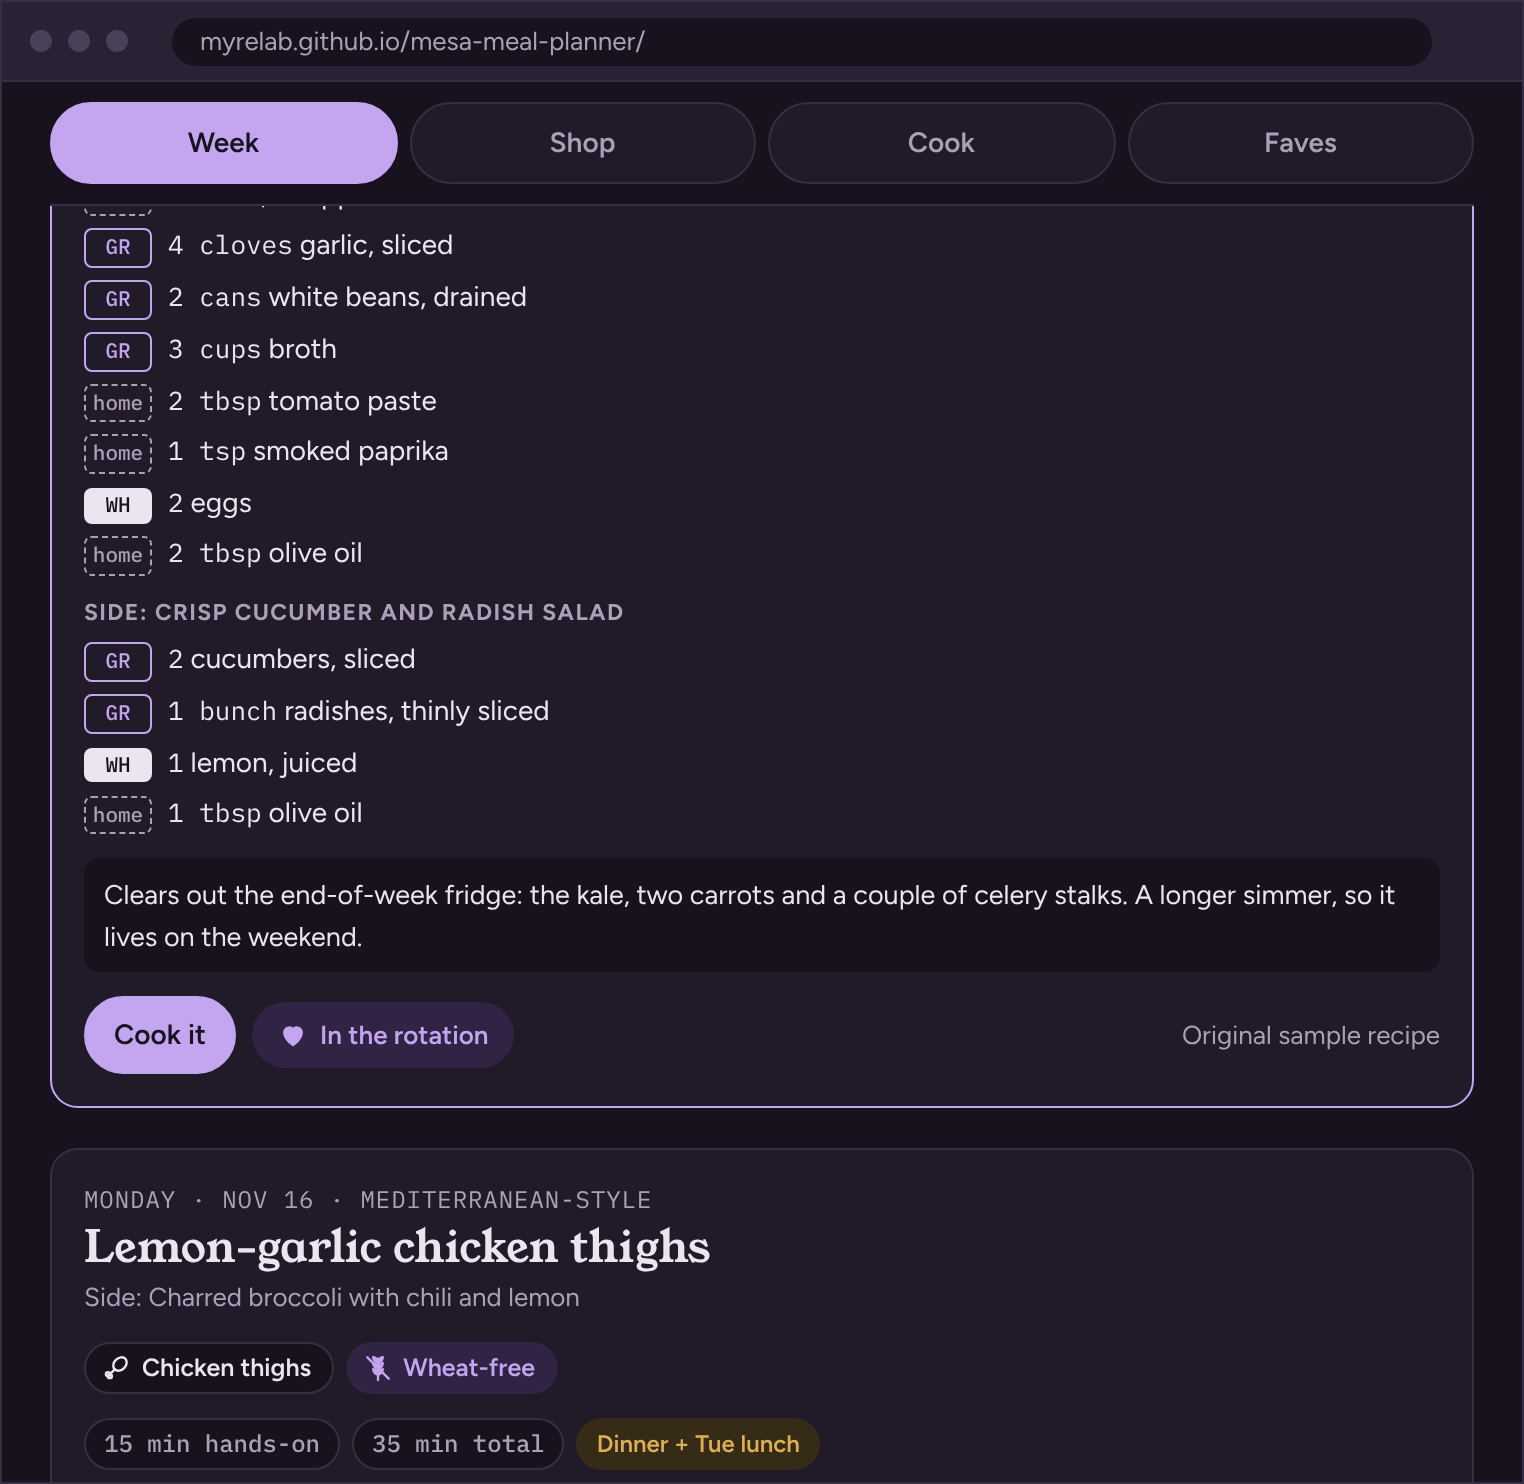 myrelab.github.io/mesa-meal-planner/
Week
Shop
Cook
Faves
GR 4 cloves garlic, sliced
GR 2 cans white beans, drained
GR 3 cups broth
home 2 tbsp tomato paste
home 1 tsp smoked paprika
WH 2 eggs
home 2 tbsp olive oil
SIDE: CRISP CUCUMBER AND RADISH SALAD
GR 2 cucumbers, sliced
GR 1 bunch radishes, thinly sliced
WH 1 lemon, juiced
home 1 tbsp olive oil
Clears out the end-of-week fridge: the kale, two carrots and a couple of celery stalks. A longer simmer, so it
lives on the weekend.
Cook it
In the rotation
Original sample recipe
MONDAY · NOV 16 · MEDITERRANEAN-STYLE
Lemon-garlic chicken thighs
Side: Charred broccoli with chili and lemon
Chicken thighs
Wheat-free
15 min hands-on
35 min total
Dinner + Tue lunch